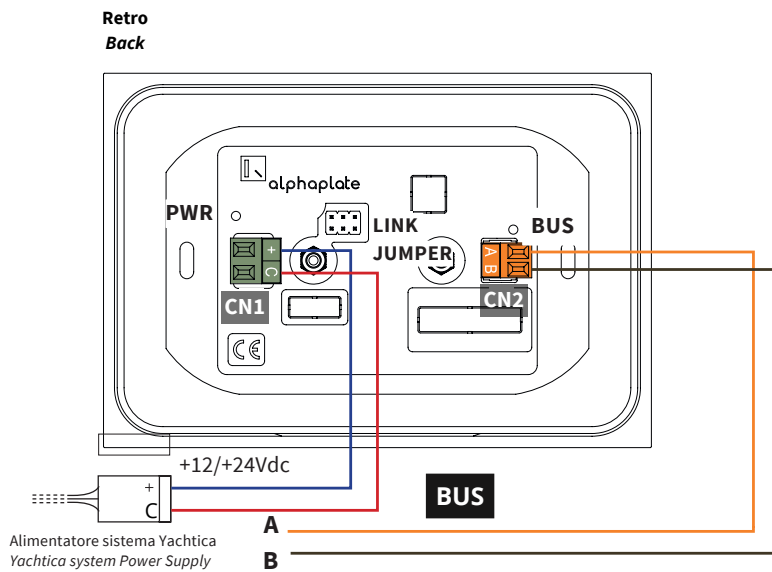 Retro
Back
alphaplate
PWR
LINK
JUMPER
BUS
+
C
A
B
CN1
CN2
CE
+12/+24Vdc
+
C
BUS
A
B
Alimentatore sistema Yachtica
Yachtica system Power Supply